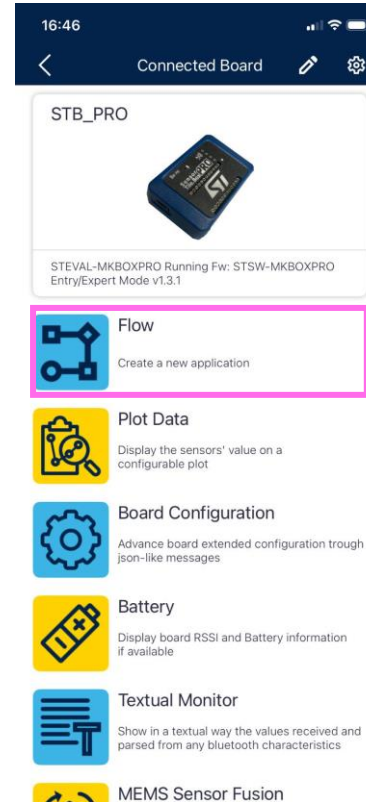 16:46
Connected Board
STB_PRO
STEVAL-MKBOXPRO Running Fw: STSW-MKBOXPRO
Entry/Expert Mode v1.3.1
Flow
Create a new application
Plot Data
Display the sensors' value on a
configurable plot
Board Configuration
Advance board extended configuration trough
json-like messages
Battery
Display board RSSI and Battery information
if available
Textual Monitor
Show in a textual way the values received and
parsed from any bluetooth characteristics
MEMS Sensor Fusion